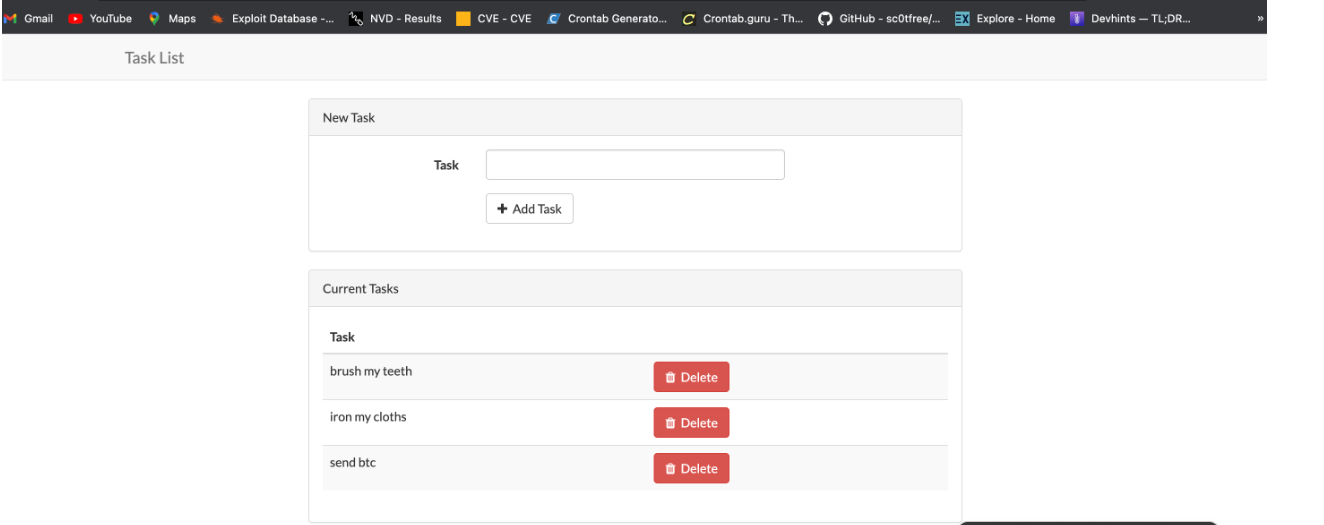 Gmail YouTube Maps Exploit Database -... NVD - Results CVE - CVE Crontab Generato... Crontab.guru - Th... GitHub - sc0tfree/... Explore - Home Devhints — TL;DR... »
Task List
New Task
Task
+ Add Task
Current Tasks
Task
brush my teeth Delete
iron my cloths Delete
send btc Delete